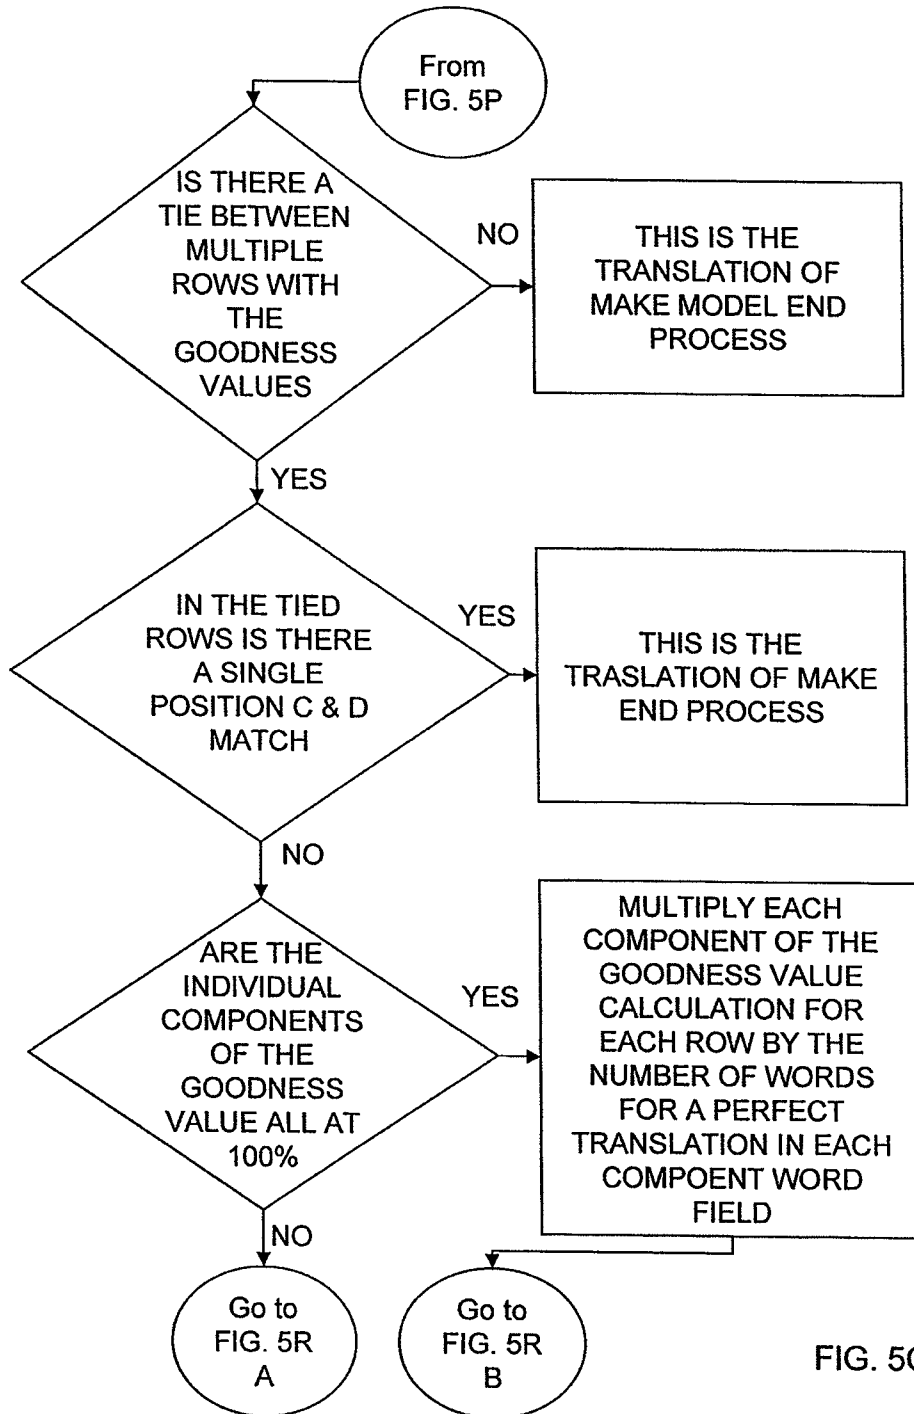 From
FIG. 5P
IS THERE A
TIE BETWEEN
MULTIPLE
ROWS WITH
THE
GOODNESS
VALUES
NO
THIS IS THE
TRANSLATION OF
MAKE MODEL END
PROCESS
YES
IN THE TIED
ROWS IS THERE
A SINGLE
POSITION C & D
MATCH
YES
THIS IS THE
TRASLATION OF MAKE
END PROCESS
NO
ARE THE
INDIVIDUAL
COMPONENTS
OF THE
GOODNESS
VALUE ALL AT
100%
YES
MULTIPLY EACH
COMPONENT OF THE
GOODNESS VALUE
CALCULATION FOR
EACH ROW BY THE
NUMBER OF WORDS
FOR A PERFECT
TRANSLATION IN EACH
COMPOENT WORD
FIELD
NO
Go to
FIG. 5R
A
Go to
FIG. 5R
B
FIG.